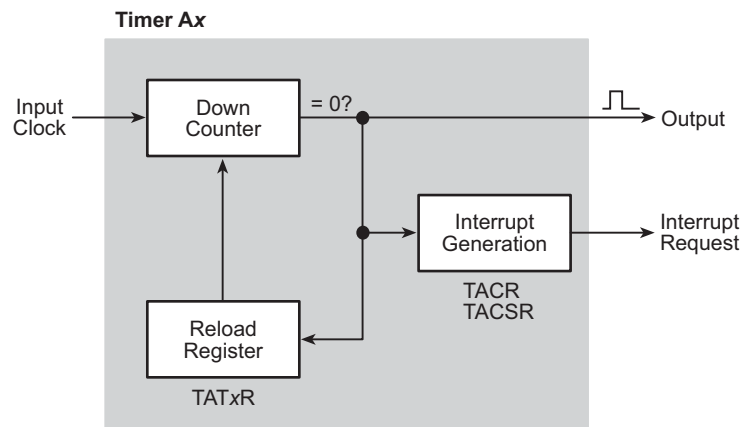 Timer Ax
Input
Clock
Down
Counter
= 0?
Output
Interrupt
Generation
Interrupt
Request
TACR
TACSR
Reload
Register
TATxR